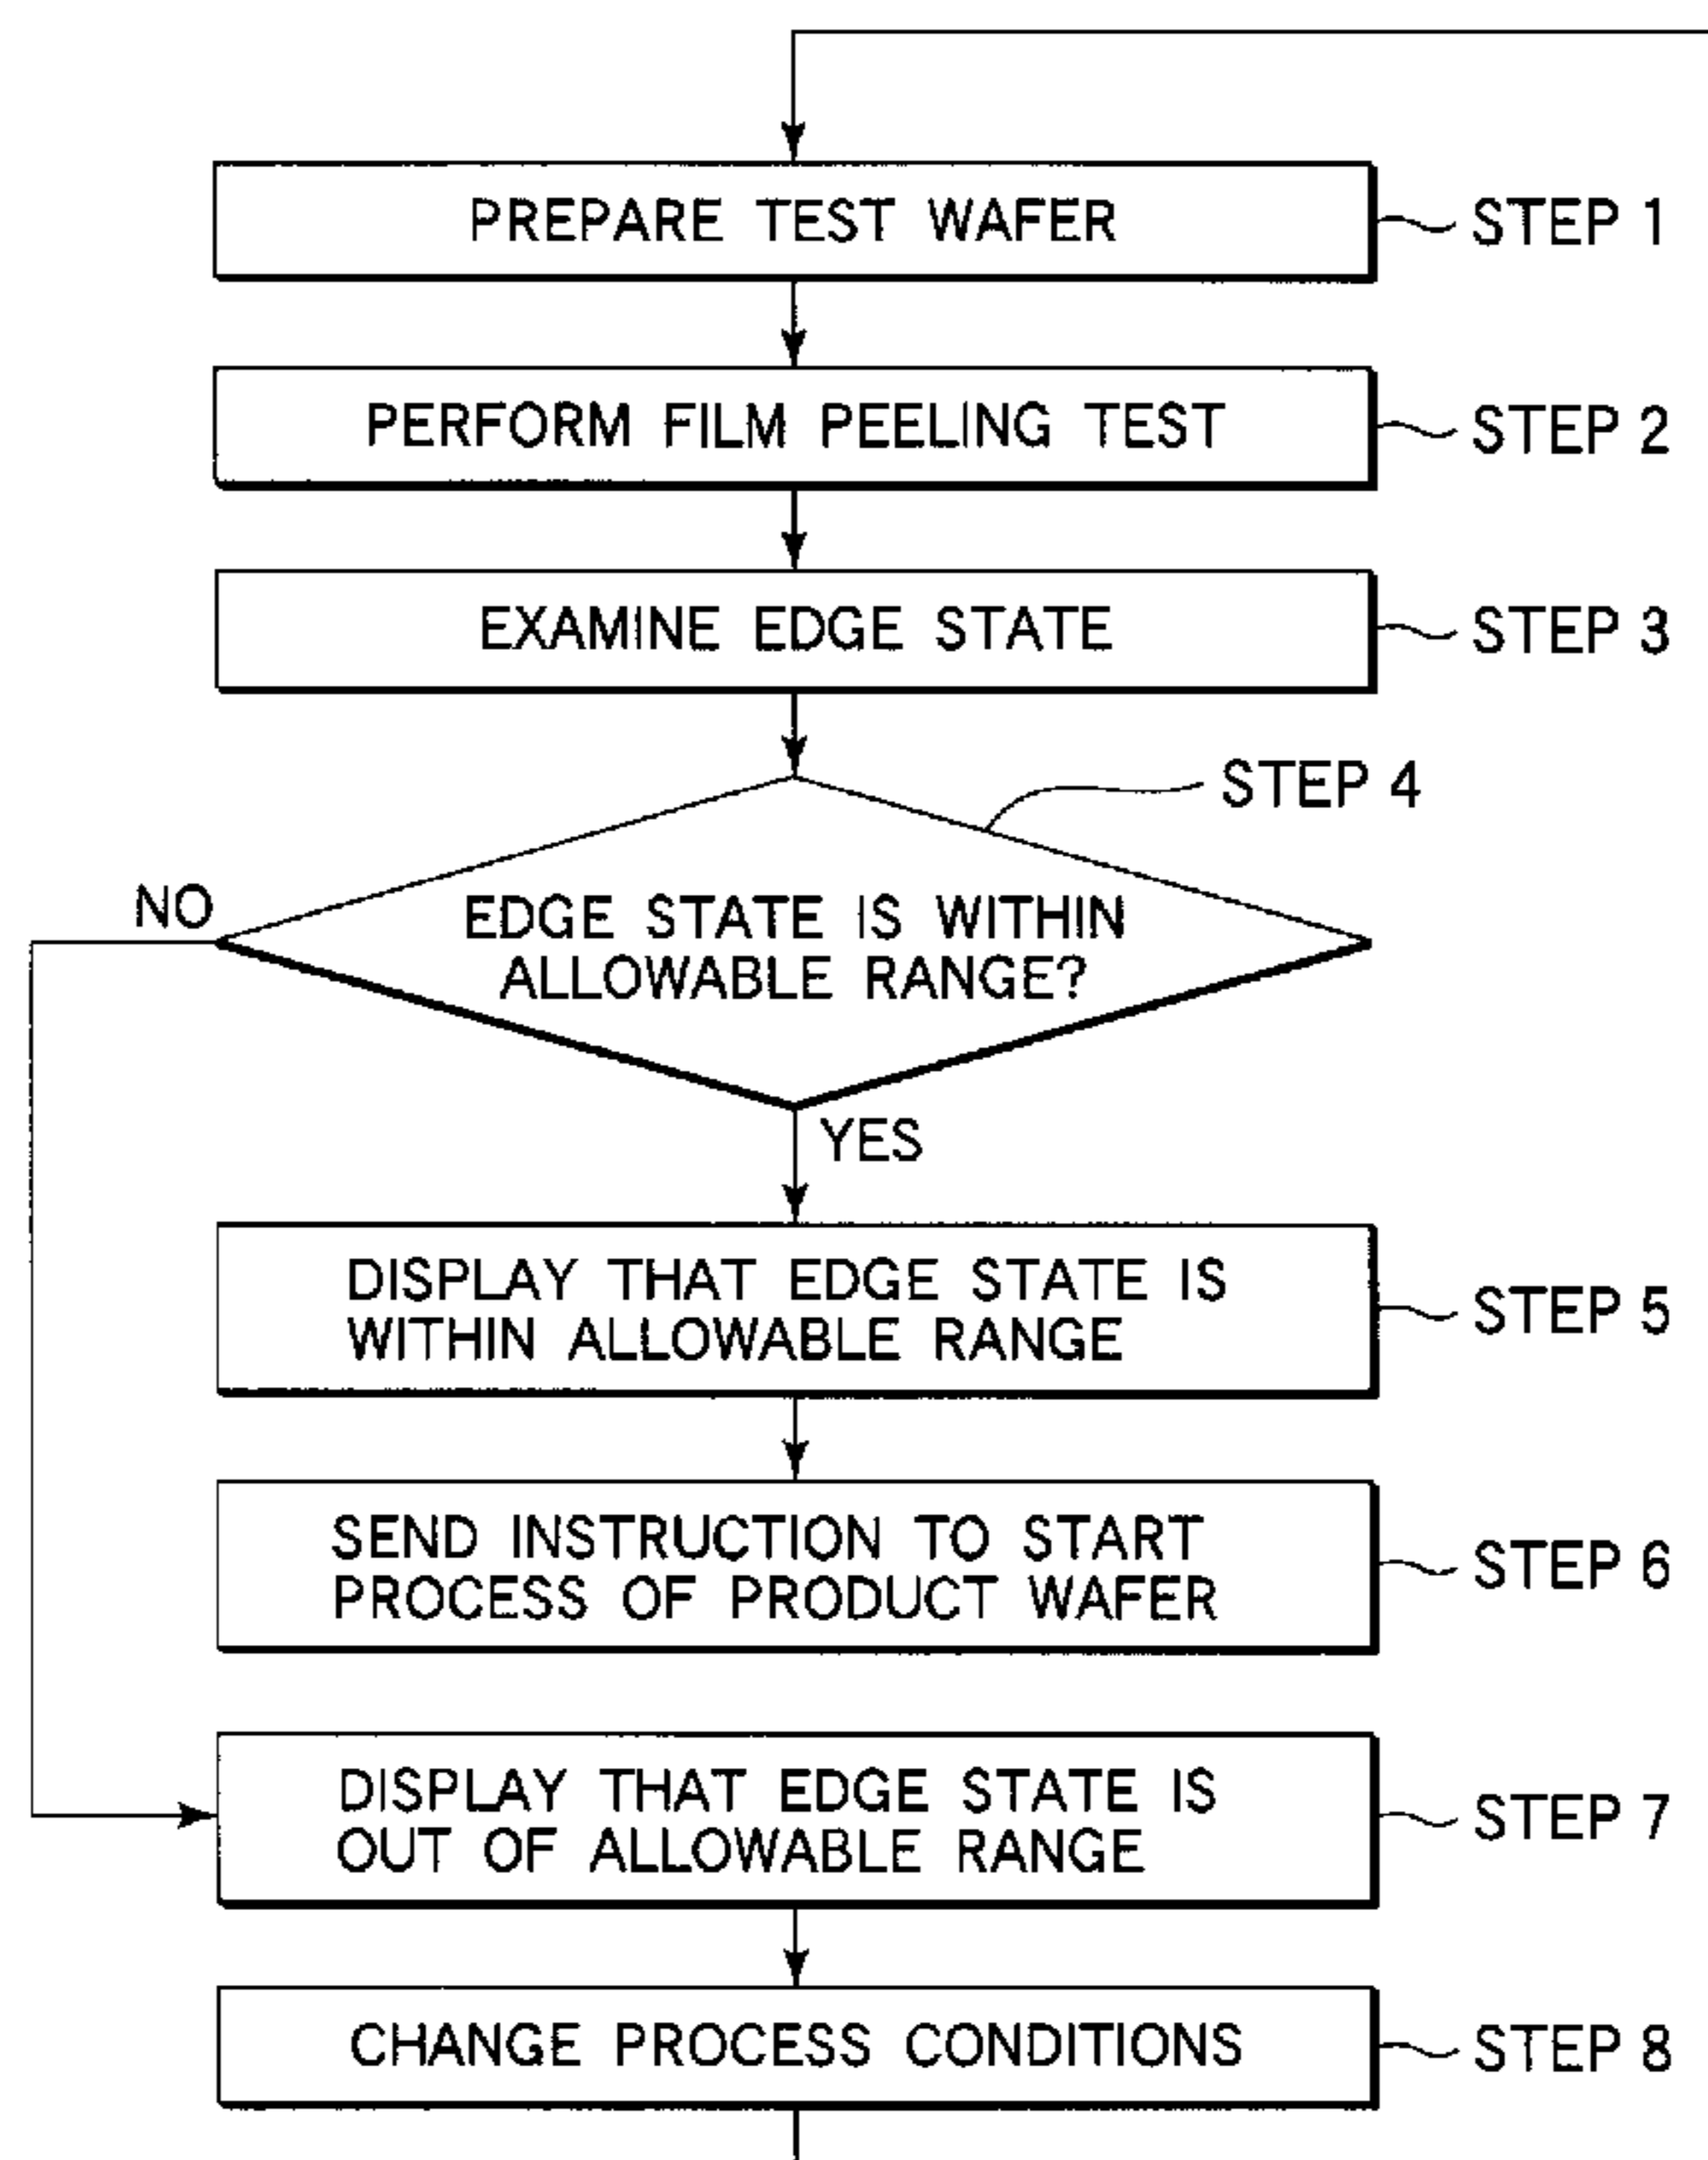 PREPARE TEST WAFER
STEP 1
PERFORM FILM PEELING TEST
STEP 2
EXAMINE EDGE STATE
STEP 3
STEP 4
NO
EDGE STATE IS WITHIN
ALLOWABLE RANGE?
YES
DISPLAY THAT EDGE STATE IS
WITHIN ALLOWABLE RANGE
STEP 5
SEND INSTRUCTION TO START
PROCESS OF PRODUCT WAFER
STEP 6
DISPLAY THAT EDGE STATE IS
OUT OF ALLOWABLE RANGE
STEP 7
CHANGE PROCESS CONDITIONS
STEP 8